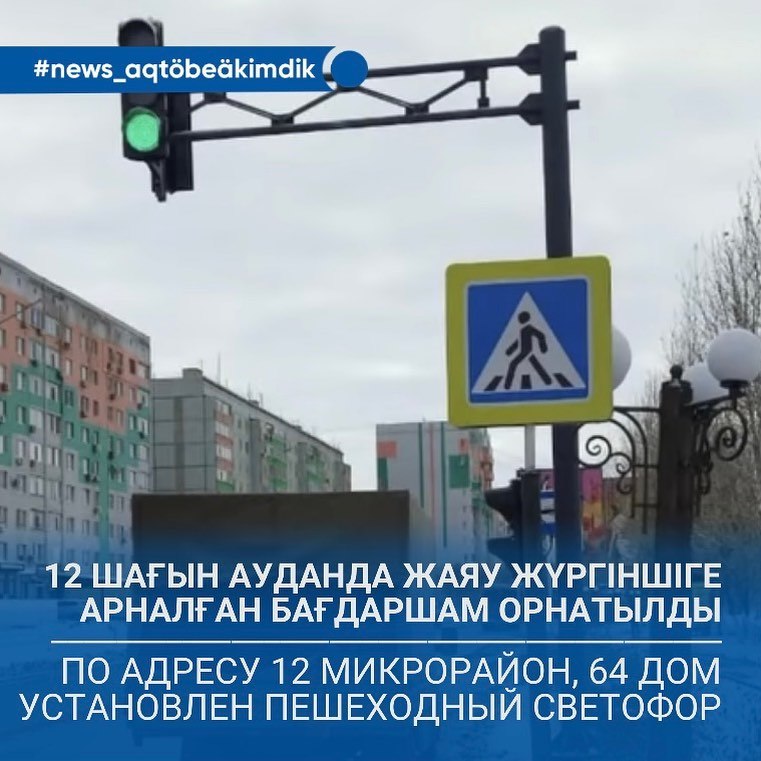 #news_aqtöbeäkimdik
12 ШАҒЫН АУДАНДА ЖАЯУ ЖҮРГІНШІГЕ
АРНАЛҒАН БАҒДАРШАМ ОРНАТЫЛДЫ
ПО АДРЕСУ 12 МИКРОРАЙОН, 64 ДОМ
УСТАНОВЛЕН ПЕШЕХОДНЫЙ СВЕТОФОР